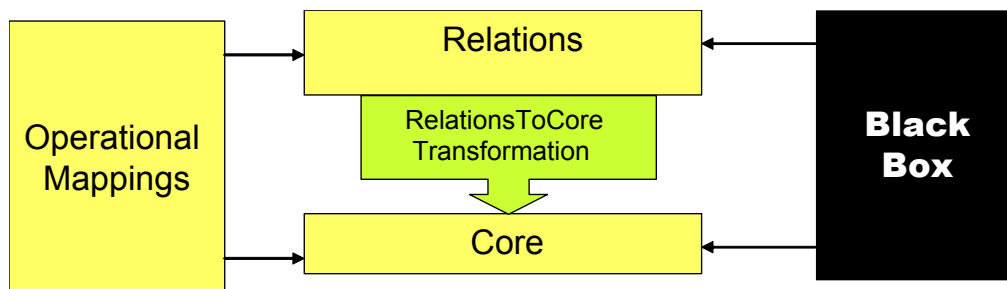 Relations
Operational
Mappings
RelationsToCore
Transformation
Black
Box
Core